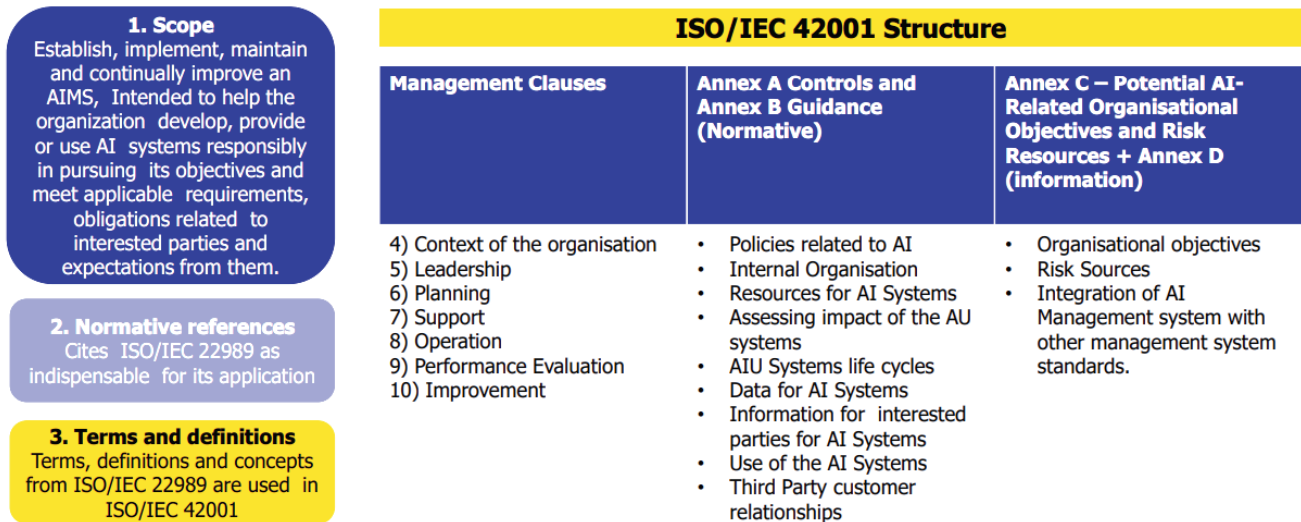 1. Scope
Establish, implement, maintain
and continually improve an
AIMS, Intended to help the
organization develop, provide
or use AI systems responsibly
in pursuing its objectives and
meet applicable requirements,
obligations related to
interested parties and
expectations from them.
2. Normative references
Cites ISO/IEC 22989 as
indispensable for its application
3. Terms and definitions
Terms, definitions and concepts
from ISO/IEC 22989 are used in
ISO/IEC 42001
ISO/IEC 42001 Structure
Management Clauses
4) Context of the organisation
5) Leadership
6) Planning
7) Support
8) Operation
9) Performance Evaluation
10) Improvement
Annex A Controls and
Annex B Guidance
(Normative)
• Policies related to AI
• Internal Organisation
• Resources for AI Systems
• Assessing impact of the AU
systems
• AIU Systems life cycles
• Data for AI Systems
• Information for interested
parties for AI Systems
• Use of the AI Systems
• Third Party customer
relationships
Annex C – Potential AI-
Related Organisational
Objectives and Risk
Resources + Annex D
(information)
• Organisational objectives
• Risk Sources
• Integration of AI
Management system with
other management system
standards.